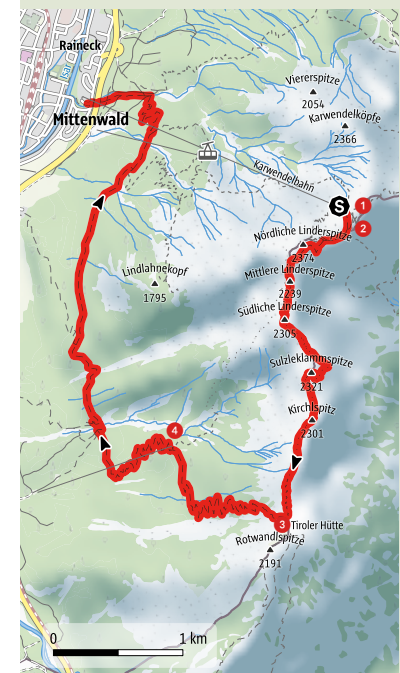 Raineck
Isar
Mittenwald
Viererspitze
2054
Karwendelköpfe
2366
Karwendelbahn
S
1
2
Nördliche Linderspitze
2374
Mittlere Linderspitze
2239
Lindlahnekopf
1795
Südliche Linderspitze
2305
Sulzleklammspitze
2321
Kirchlspitz
2301
4
3 Tiroler Hütte
Rotwandlspitze
2191
0 1 km